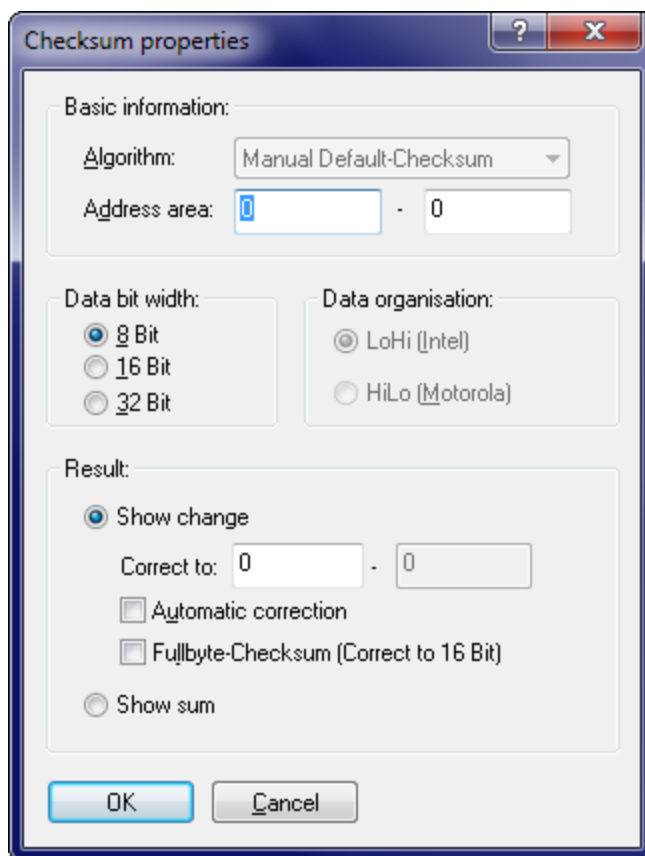 Checksum properties
?
Basic information:
Algorithm: Manual Default-Checksum
Address area: 0 - 0
Data bit width:
8 Bit
16 Bit
32 Bit
Data organisation:
LoHi (Intel)
HiLo (Motorola)
Result:
Show change
Correct to: 0 - 0
Automatic correction
Fullbyte-Checksum (Correct to 16 Bit)
Show sum
OK Cancel